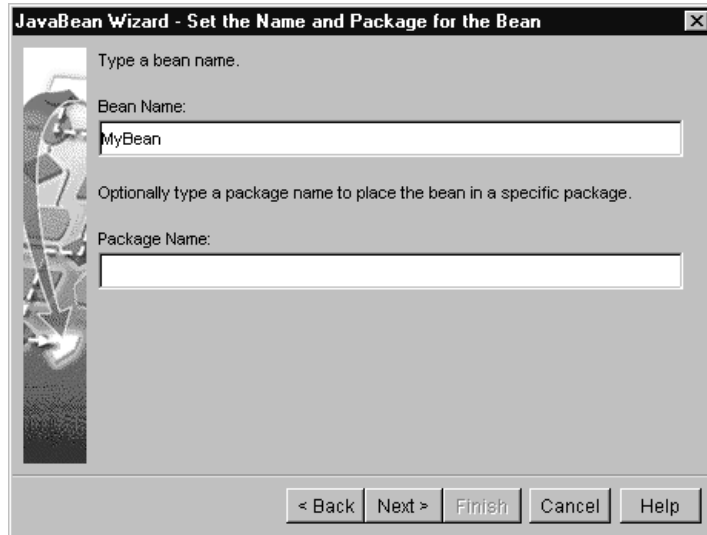 JavaBean Wizard - Set the Name and Package for the Bean
Type a bean name.
Bean Name:
MyBean
Optionally type a package name to place the bean in a specific package.
Package Name:
< Back Next > Finish Cancel Help